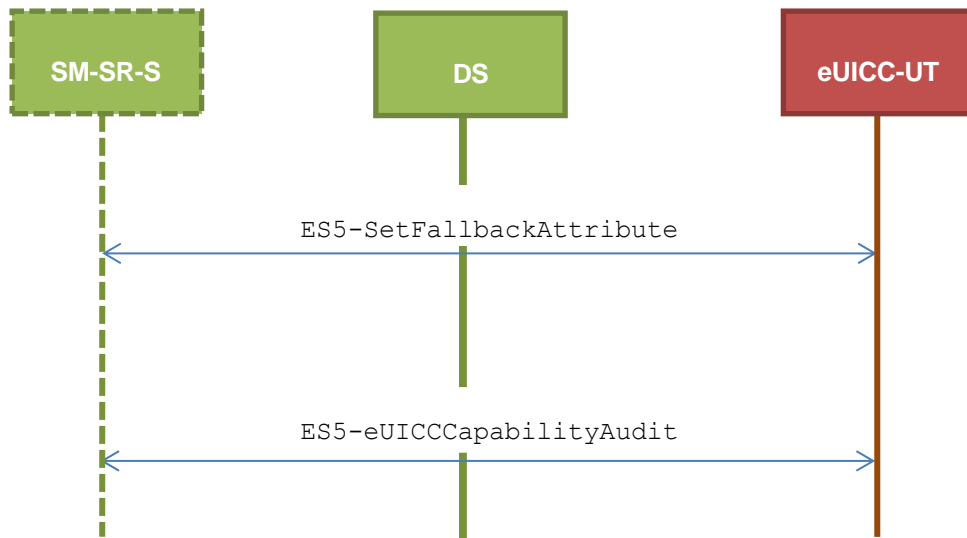 SM-SR-S
DS
eUICC-UT
ES5-SetFallbackAttribute
ES5-eUICCCapabilityAudit